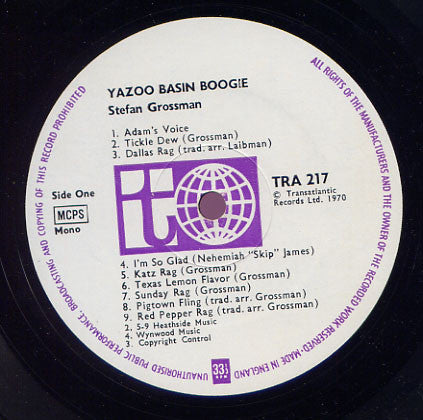 YAZOO BASIN BOOGIE
Stefan Grossman
1. Adam's Voice
2. Tickle Dew (Grossman)
3. Dallas Rag (trad. arr. Laibman)
Side One
MCPS
Mono
TRA 217
℗ Transatlantic
Records Ltd. 1970
4. I'm So Glad (Nehemiah "Skip" James)
5. Katz Rag (Grossman)
6. Texas Lemon Flavor (Grossman)
7. Sunday Rag (Grossman)
8. Pigtown Fling (trad. arr. Grossman)
9. Red Pepper Rag (trad. arr. Grossman)
2. 5-9 Heathside Music
4. Wynwood Music
3. Copyright Control
33⅓
ALL RIGHTS OF THE MANUFACTURERS AND THE OWNER OF THE RECORDED WORK RESERVED-MADE IN ENGLAND
UNAUTHORISED PUBLIC PERFORMANCE, BROADCASTING AND COPYING OF THIS RECORD PROHIBITED